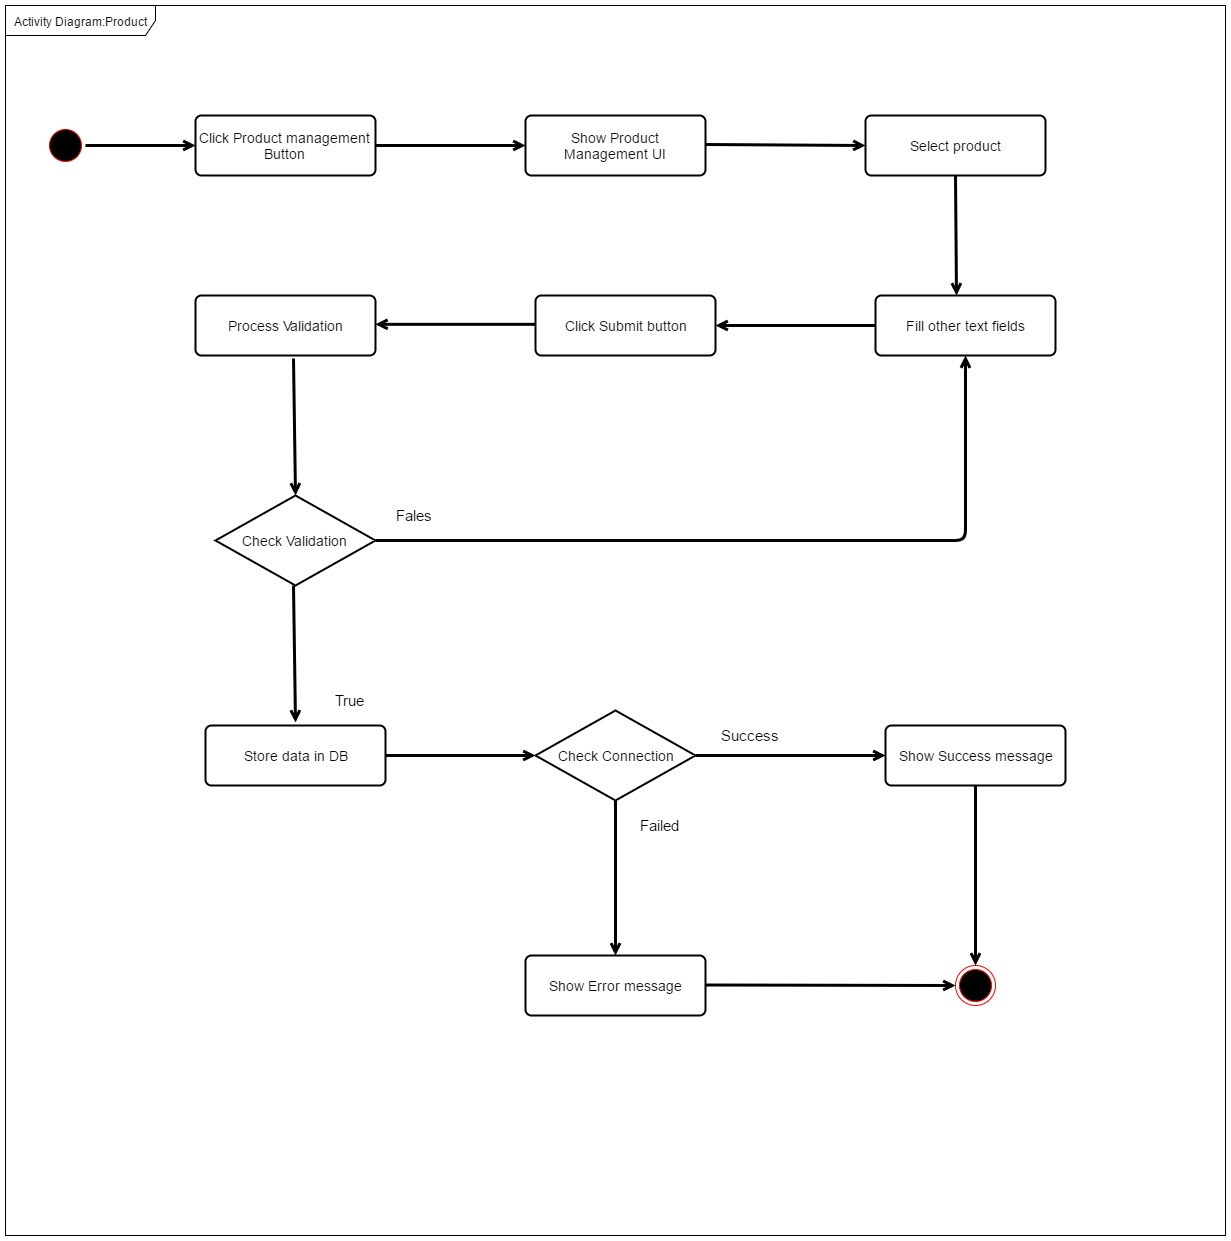 Activity Diagram:Product
Click Product management
Button
Show Product
Management UI
Select product
Process Validation
Click Submit button
Fill other text fields
Fales
Check Validation
True
Store data in DB
Check Connection
Success
Show Success message
Failed
Show Error message